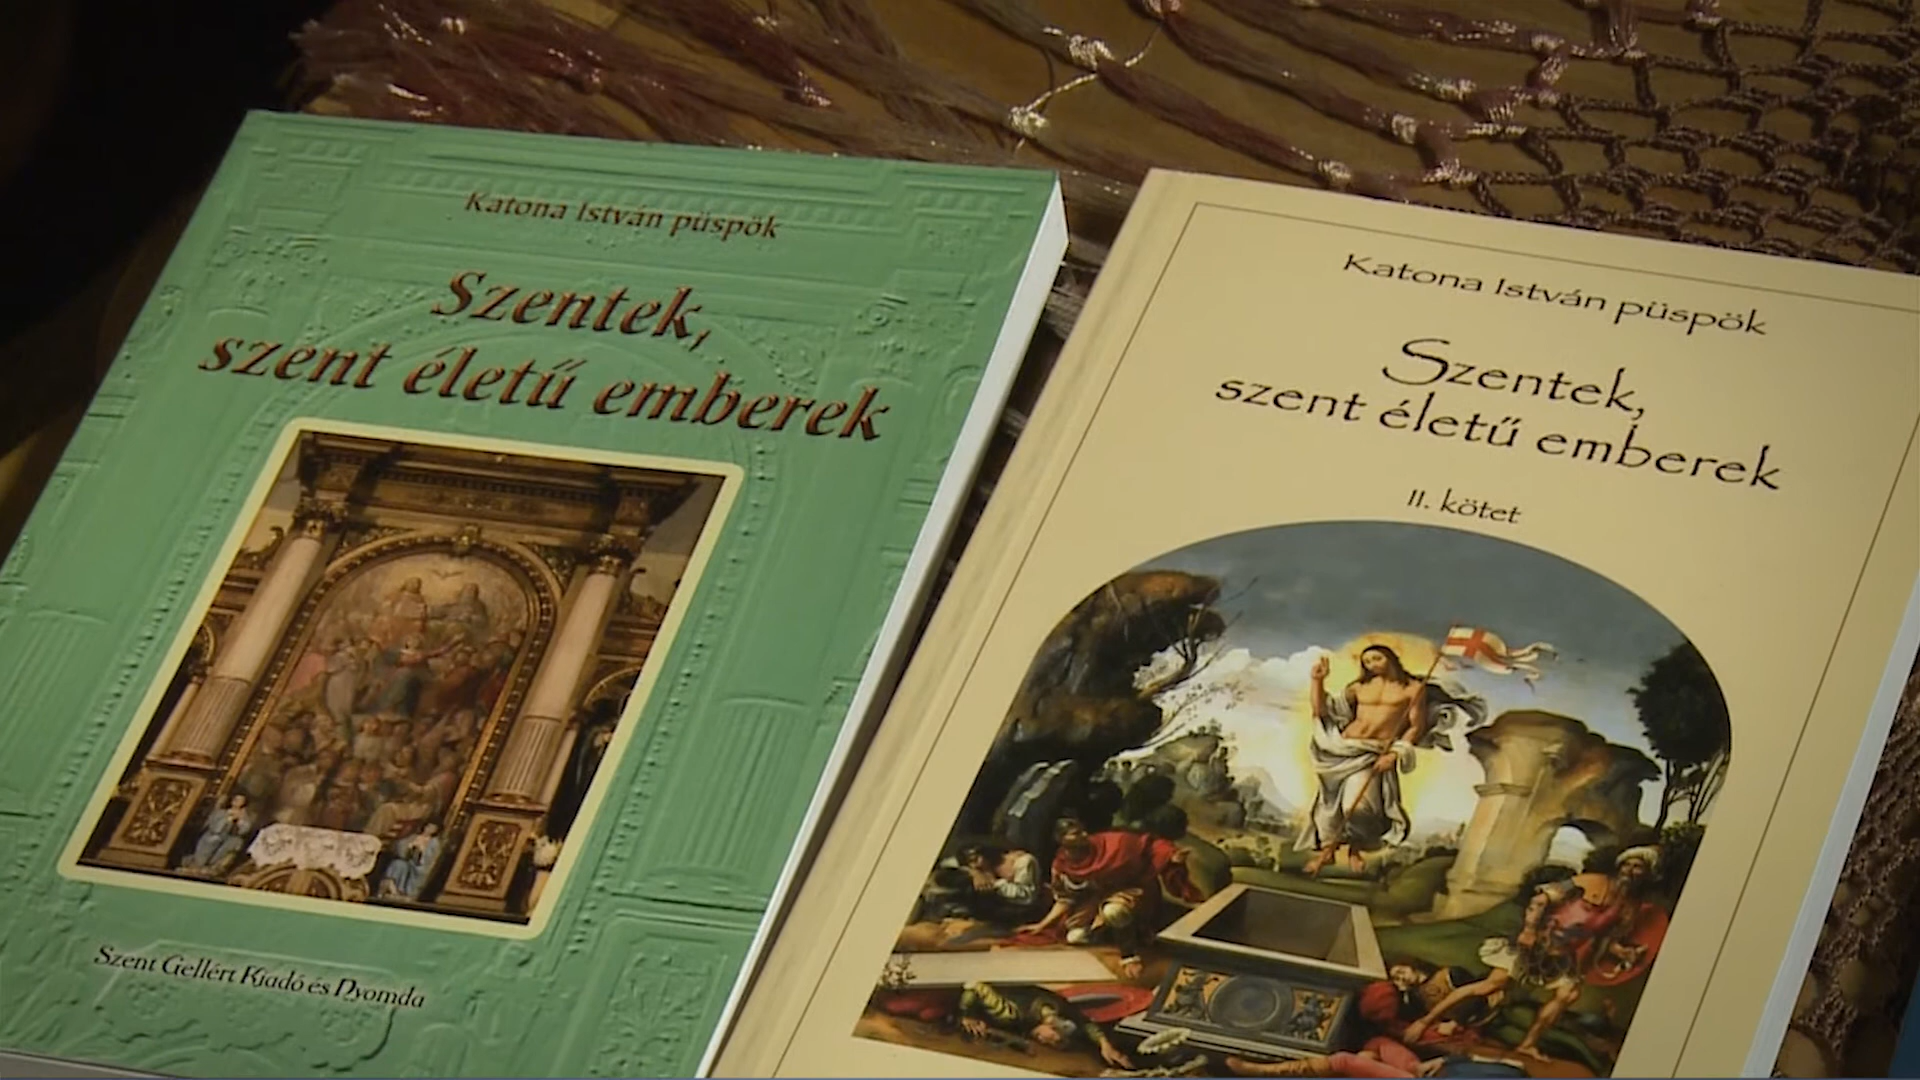 Katona István püspök
Szentek,
szent életű emberek
Szent Gellért Kiadó és Nyomda
Katona István püspök
Szentek,
szent életű emberek
II. kötet